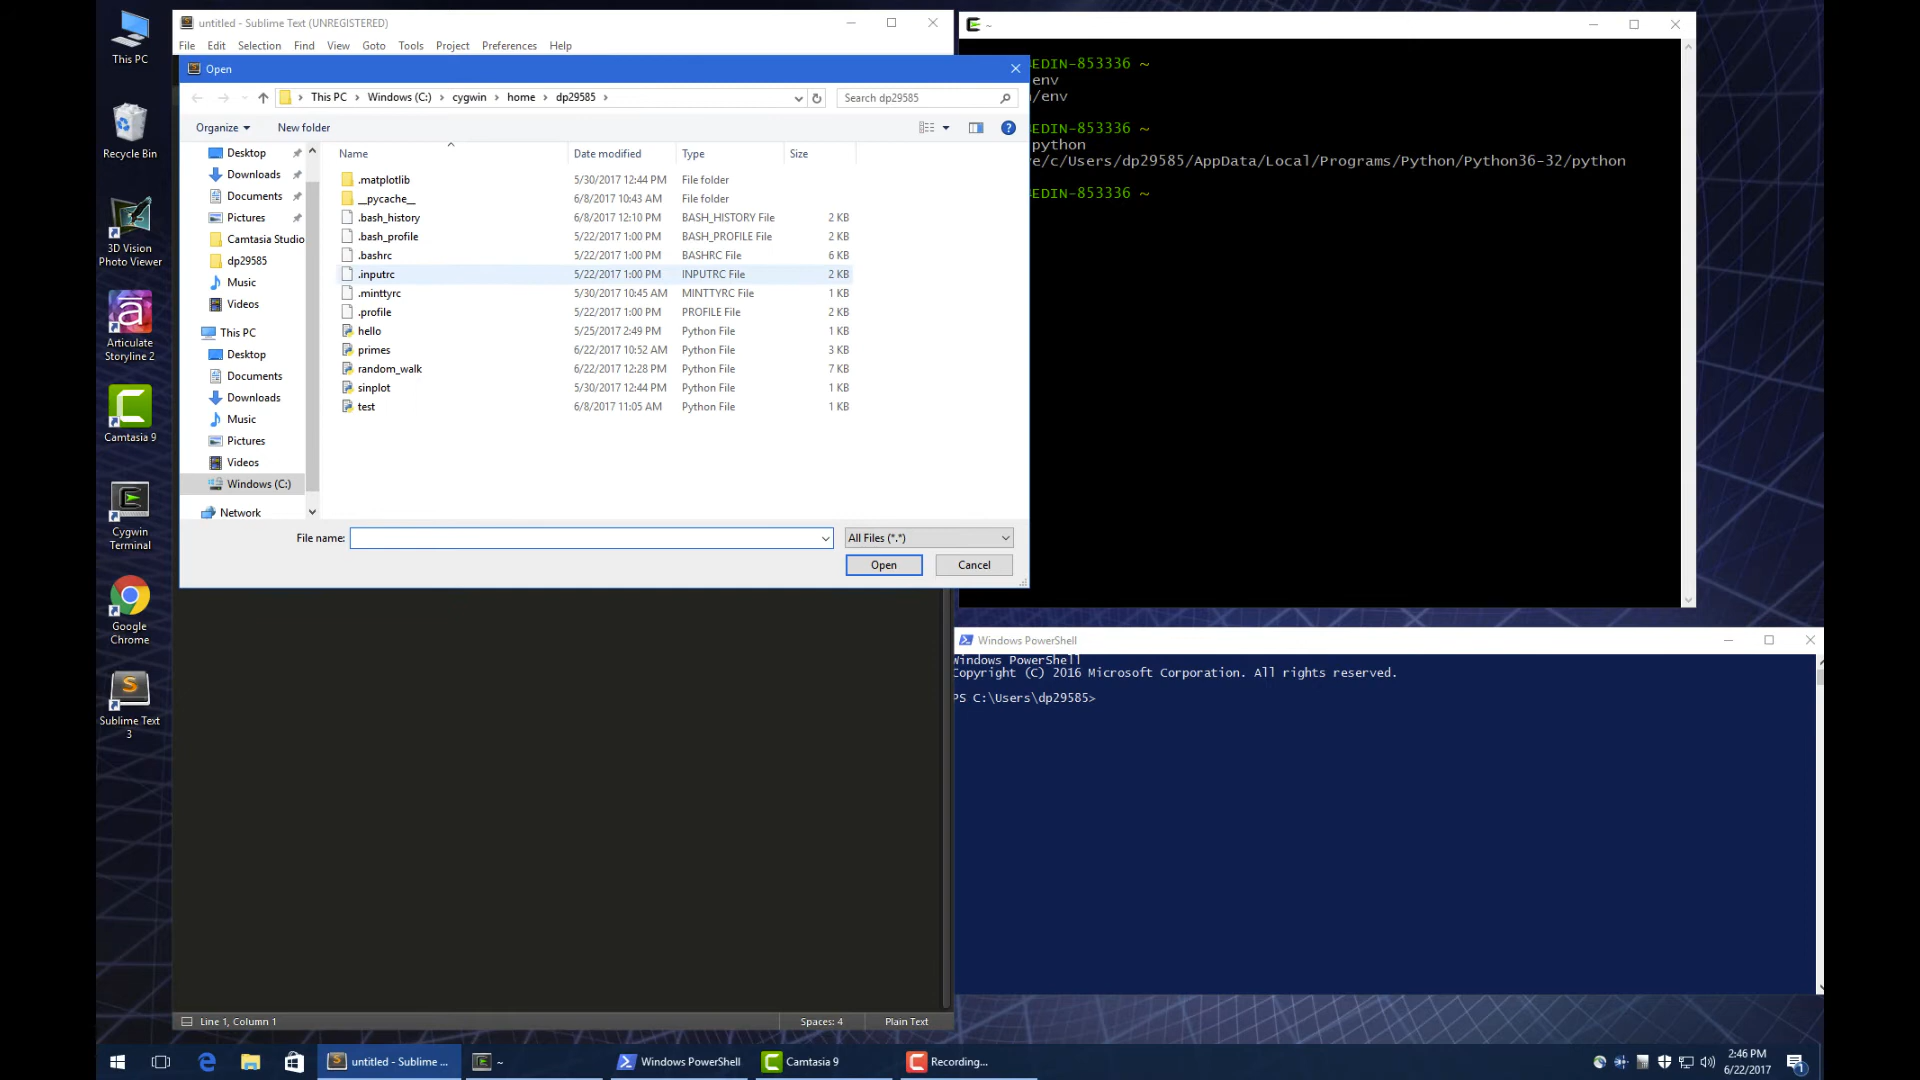 This PC
Recycle Bin
3D Vision
Photo Viewer
Articulate
Storyline 2
Camtasia 9
Cygwin
Terminal
Google
Chrome
Sublime Text
3
untitled - Sublime Text (UNREGISTERED)
File Edit Selection Find View Goto Tools Project Preferences Help
Open
This PC > Windows (C:) > cygwin > home > dp29585 >
Search dp29585
Organize
New folder
Desktop
Downloads
Documents
Pictures
Camtasia Studio
dp29585
Music
Videos
This PC
Desktop
Documents
Downloads
Music
Pictures
Videos
Windows (C:)
Network
Name Date modified Type Size
.matplotlib 5/30/2017 12:44 PM File folder
__pycache__ 6/8/2017 10:43 AM File folder
.bash_history 6/8/2017 12:10 PM BASH_HISTORY File 2 KB
.bash_profile 5/22/2017 1:00 PM BASH_PROFILE File 2 KB
.bashrc 5/22/2017 1:00 PM BASHRC File 6 KB
.inputrc 5/22/2017 1:00 PM INPUTRC File 2 KB
.minttyrc 5/30/2017 10:45 AM MINTTYRC File 1 KB
.profile 5/22/2017 1:00 PM PROFILE File 2 KB
hello 5/25/2017 2:49 PM Python File 1 KB
primes 6/22/2017 10:52 AM Python File 3 KB
random_walk 6/22/2017 12:28 PM Python File 7 KB
sinplot 5/30/2017 12:44 PM Python File 1 KB
test 6/8/2017 11:05 AM Python File 1 KB
File name:
All Files (*.*)
Open
Cancel
Line 1, Column 1
Spaces: 4
Plain Text
~
EDIN-853336 ~
env
/env
EDIN-853336 ~
python
e/c/Users/dp29585/AppData/Local/Programs/Python/Python36-32/python
EDIN-853336 ~
Windows PowerShell
Windows PowerShell
Copyright (C) 2016 Microsoft Corporation. All rights reserved.
PS C:\Users\dp29585>
untitled - Sublime ...
~
Windows PowerShell
Camtasia 9
Recording...
2:46 PM
6/22/2017
1